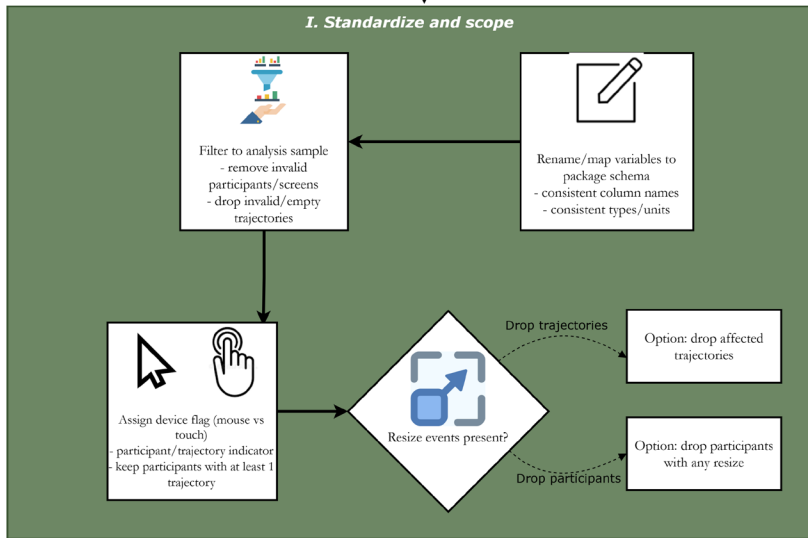 I. Standardize and scope
Rename/map variables to
package schema
- consistent column names
- consistent types/units
Filter to analysis sample
- remove invalid
participants/screens
- drop invalid/empty
trajectories
Assign device flag (mouse vs
touch)
- participant/trajectory indicator
- keep participants with at least 1
trajectory
Resize events present?
Drop trajectories
Option: drop affected
trajectories
Drop participants
Option: drop participants
with any resize